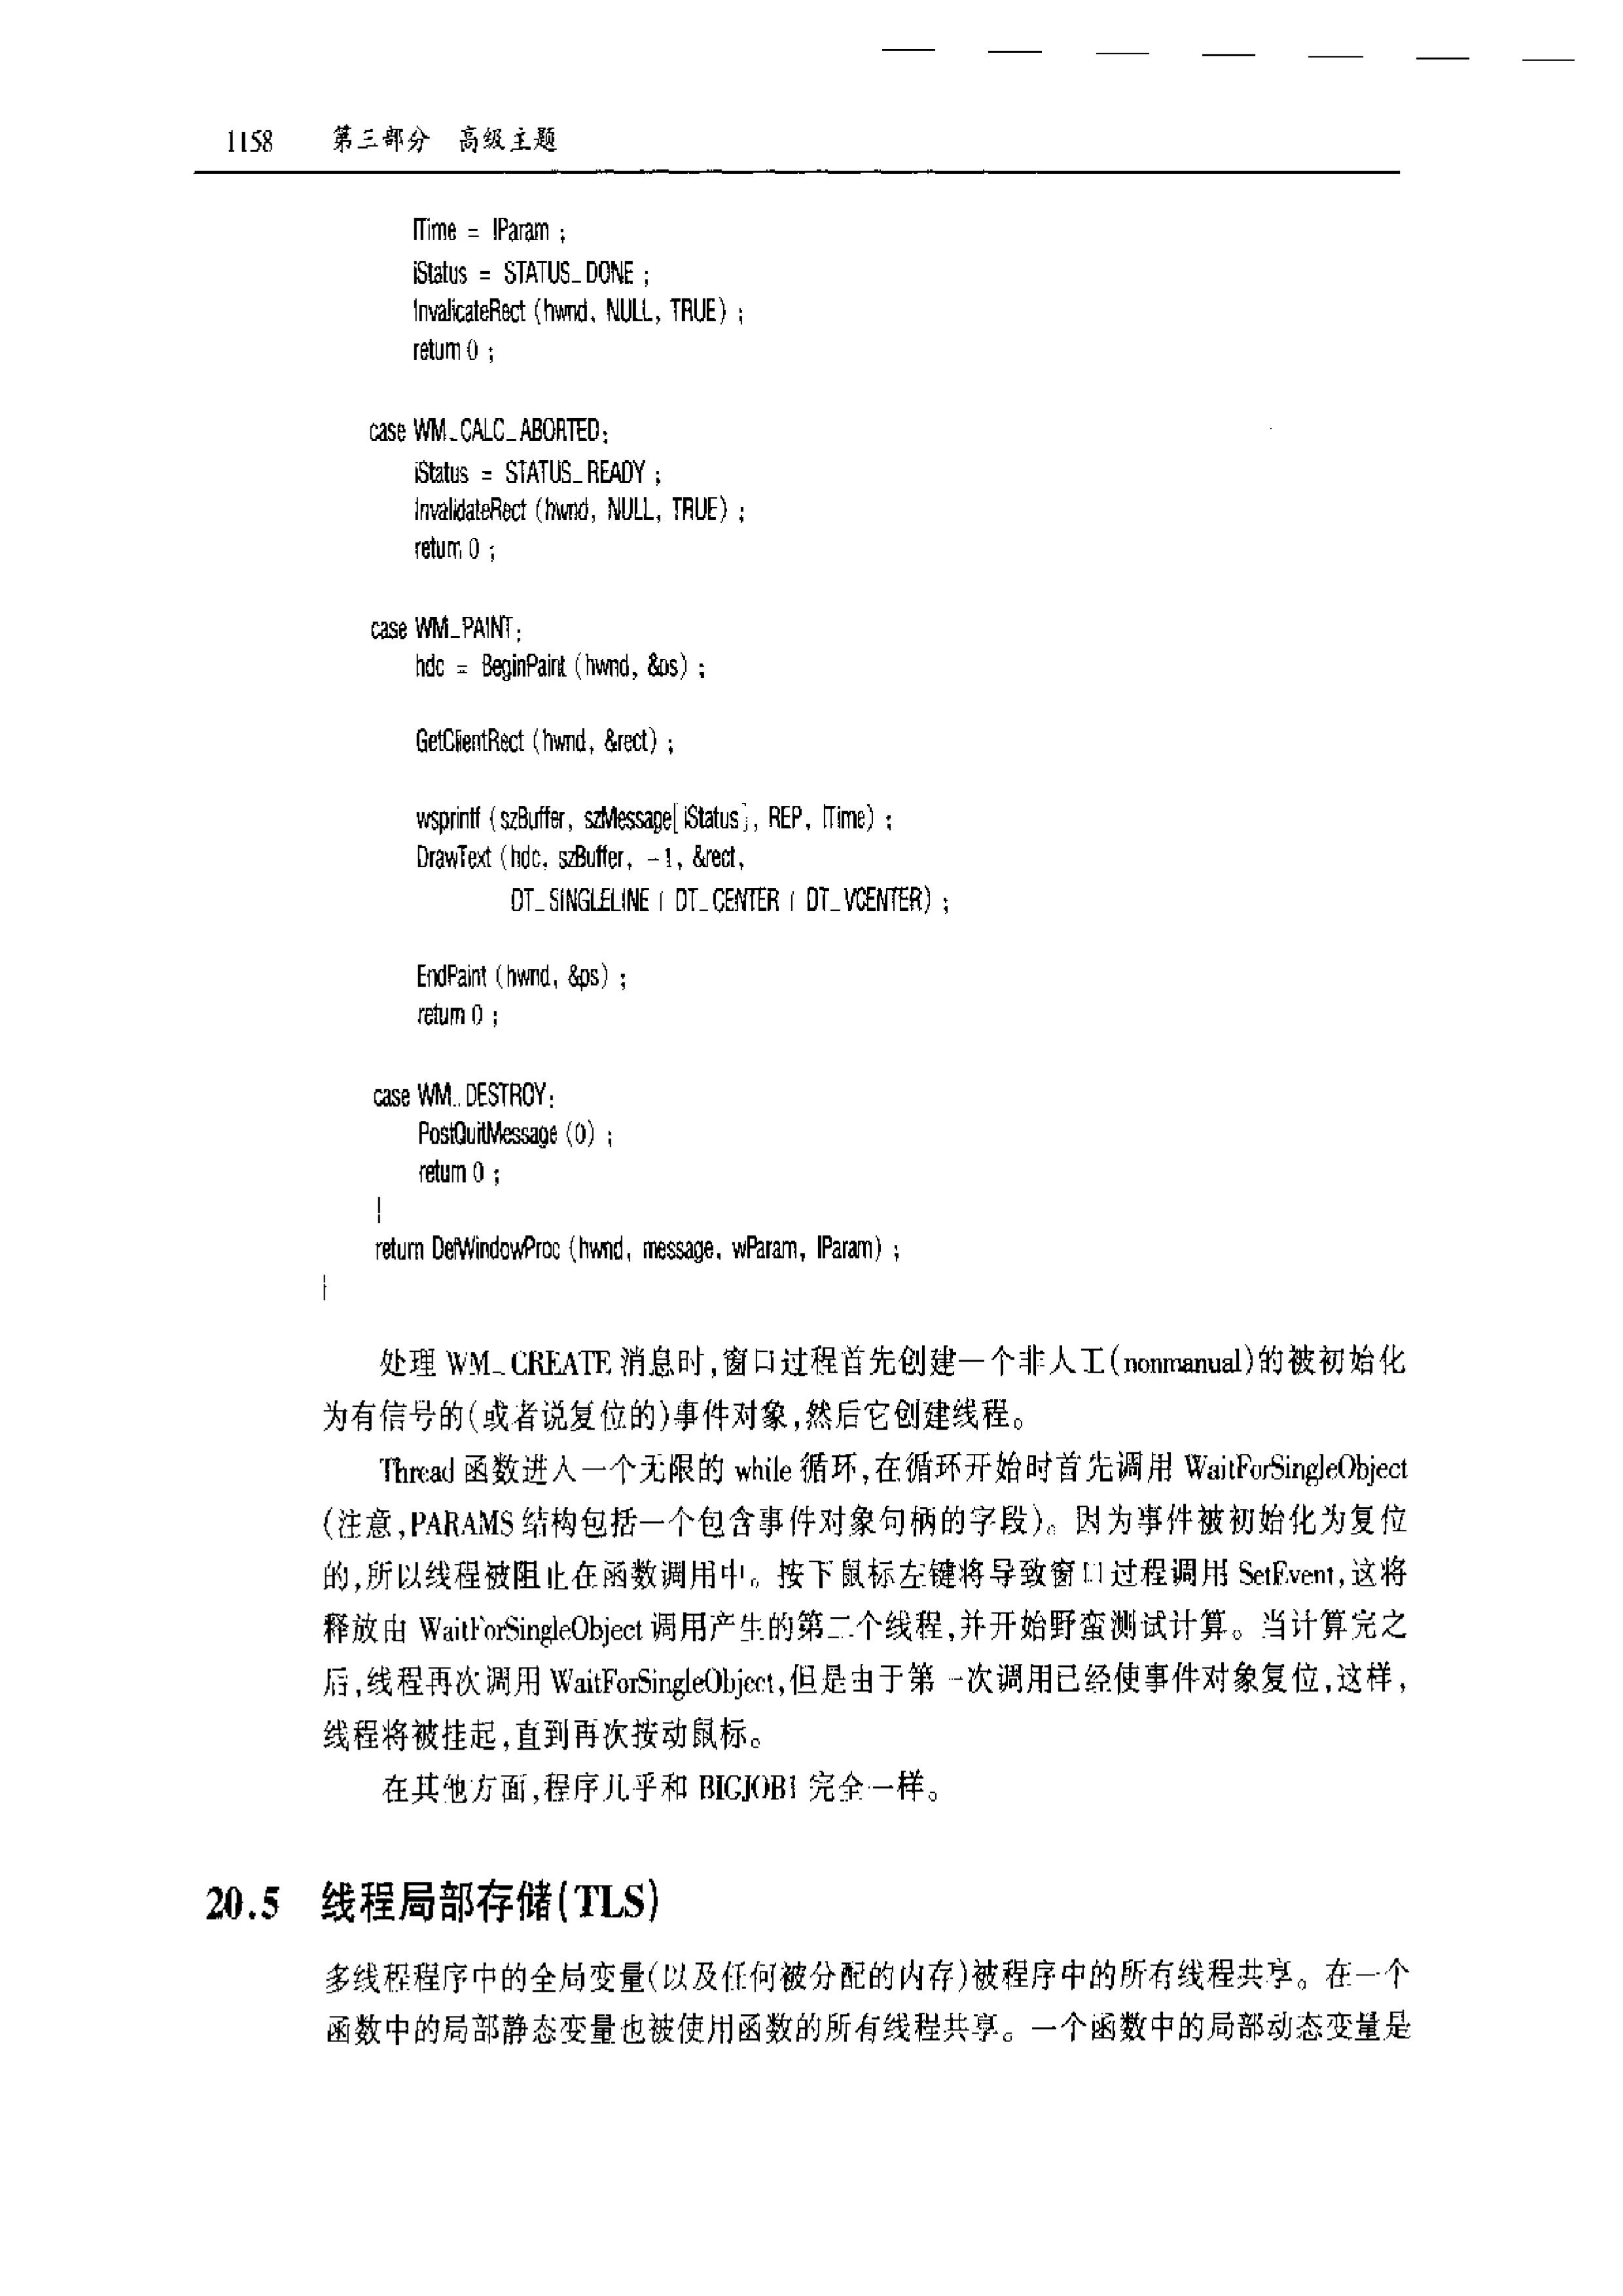 1158 第三部分 高级主题
lTime = lParam ;
iStatus = STATUS_DONE ;
InvalicateRect (hwnd, NULL, TRUE) ;
return 0 ;
case WM_CALC_ABORTED:
iStatus = STATUS_READY ;
InvalidateRect (hwnd, NULL, TRUE) ;
return 0 ;
case WM_PAINT:
hdc = BeginPaint (hwnd, &ps) ;
GetClientRect (hwnd, &rect) ;
wsprintf (szBuffer, szMessage[iStatus], REP, lTime) ;
DrawText (hdc, szBuffer, -1, &rect,
DT_SINGLELINE | DT_CENTER | DT_VCENTER) ;
EndPaint (hwnd, &ps) ;
return 0 ;
case WM_DESTROY:
PostQuitMessage (0) ;
return 0 ;
}
return DefWindowProc (hwnd, message, wParam, lParam) ;
}
处理 WM_CREATE 消息时,窗口过程首先创建一个非人工(nonmanual)的被初始化
为有信号的(或者说复位的)事件对象,然后它创建线程。
Thread 函数进入一个无限的 while 循环,在循环开始时首先调用 WaitForSingleObject
(注意,PARAMS 结构包括一个包含事件对象句柄的字段)。因为事件被初始化为复位
的,所以线程被阻止在函数调用中。按下鼠标左键将导致窗口过程调用 SetEvent,这将
释放由 WaitForSingleObject 调用产生的第二个线程,并开始野蛮测试计算。当计算完之
后,线程再次调用 WaitForSingleObject,但是由于第一次调用已经使事件对象复位,这样,
线程将被挂起,直到再次按动鼠标。
在其他方面,程序几乎和 BIGJOB1 完全一样。
20.5 线程局部存储(TLS)
多线程程序中的全局变量(以及任何被分配的内存)被程序中的所有线程共享。在一个
函数中的局部静态变量也被使用函数的所有线程共享。一个函数中的局部动态变量是